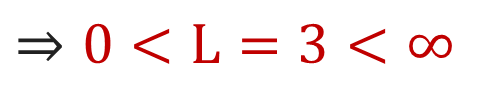 ⇒ 0 < L = 3 < ∞